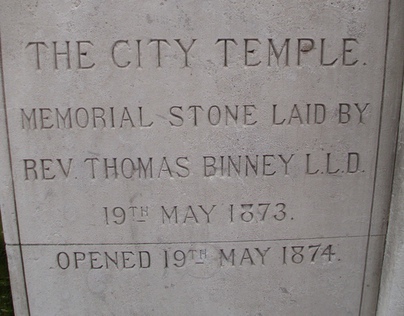 THE CITY TEMPLE.
MEMORIAL STONE LAID BY
REV. THOMAS BINNEY L.L.D.
19TH MAY 1873.
OPENED 19TH MAY 1874.